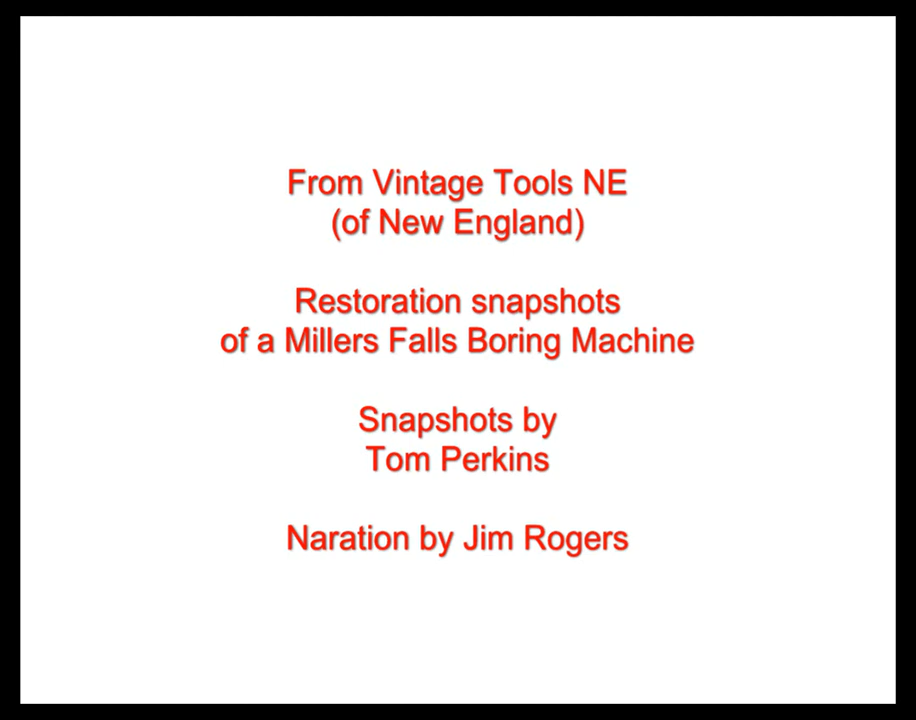 From Vintage Tools NE
(of New England)
Restoration snapshots
of a Millers Falls Boring Machine
Snapshots by
Tom Perkins
Naration by Jim Rogers